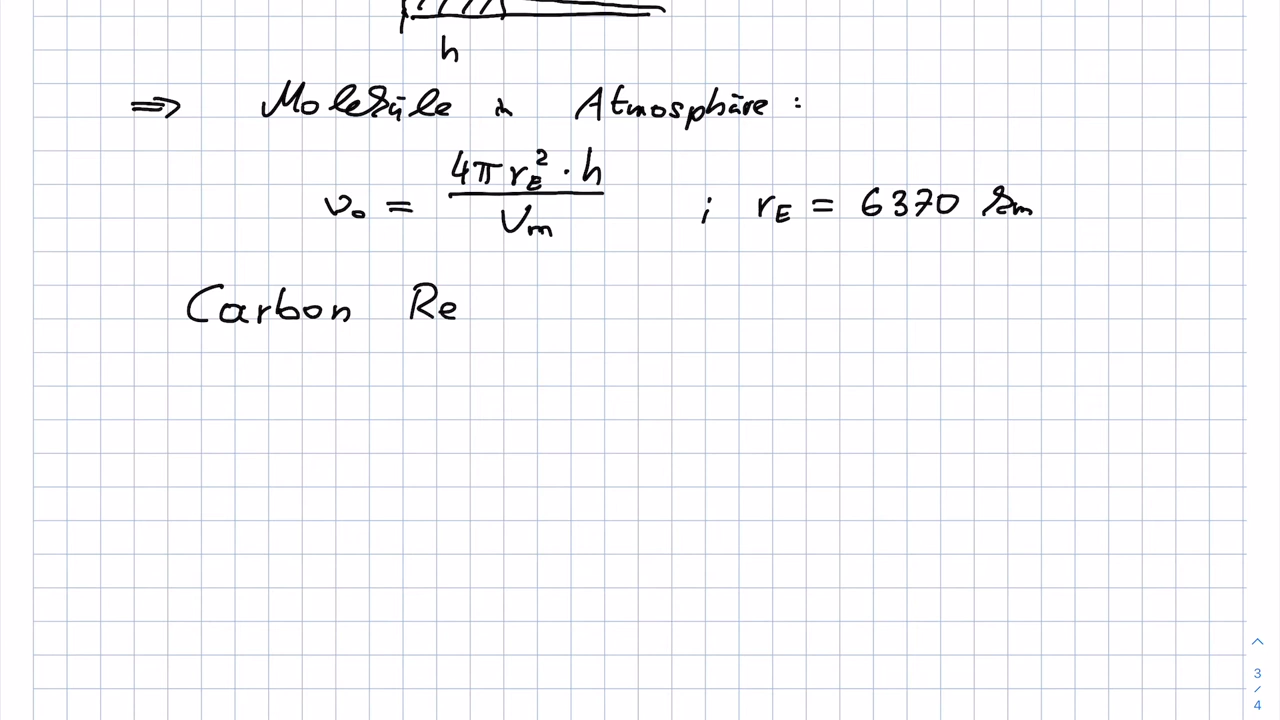 h
⇒ Moleküle in Atmosphäre :
ν₀ = 4π r_E² · h / V_m ; r_E = 6370 km
Carbon Re
3
/
4